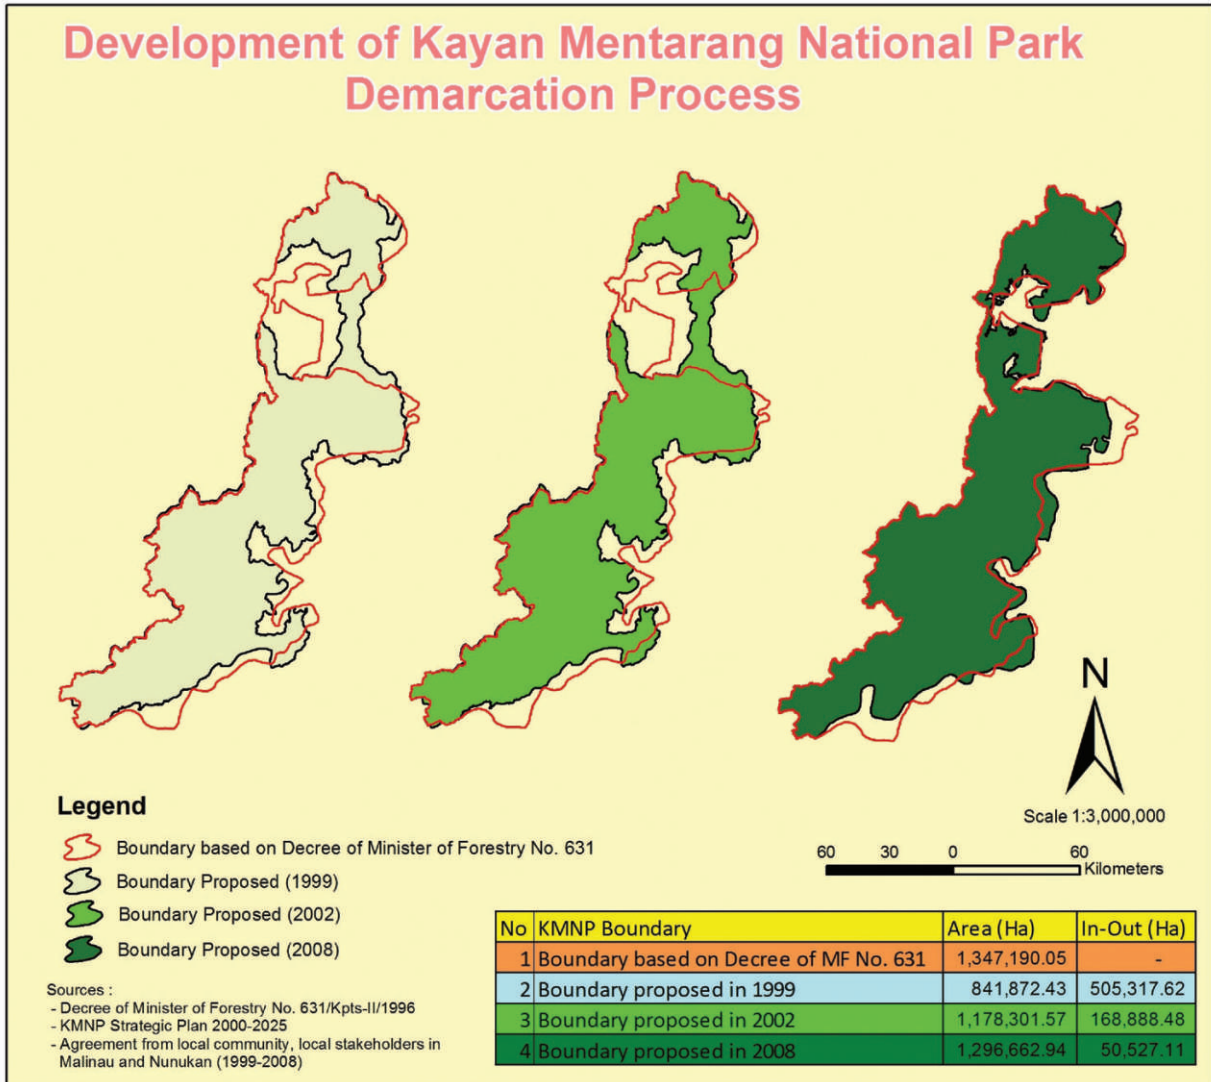 Development of Kayan Mentarang National Park
Demarcation Process
N
Scale 1:3,000,000
60 30 0 60
Kilometers
Legend
Boundary based on Decree of Minister of Forestry No. 631
Boundary Proposed (1999)
Boundary Proposed (2002)
Boundary Proposed (2008)
Sources :
- Decree of Minister of Forestry No. 631/Kpts-II/1996
- KMNP Strategic Plan 2000-2025
- Agreement from local community, local stakeholders in
Malinau and Nunukan (1999-2008)
No KMNP Boundary Area (Ha) In-Out (Ha)
1 Boundary based on Decree of MF No. 631 1,347,190.05 -
2 Boundary proposed in 1999 841,872.43 505,317.62
3 Boundary proposed in 2002 1,178,301.57 168,888.48
4 Boundary proposed in 2008 1,296,662.94 50,527.11